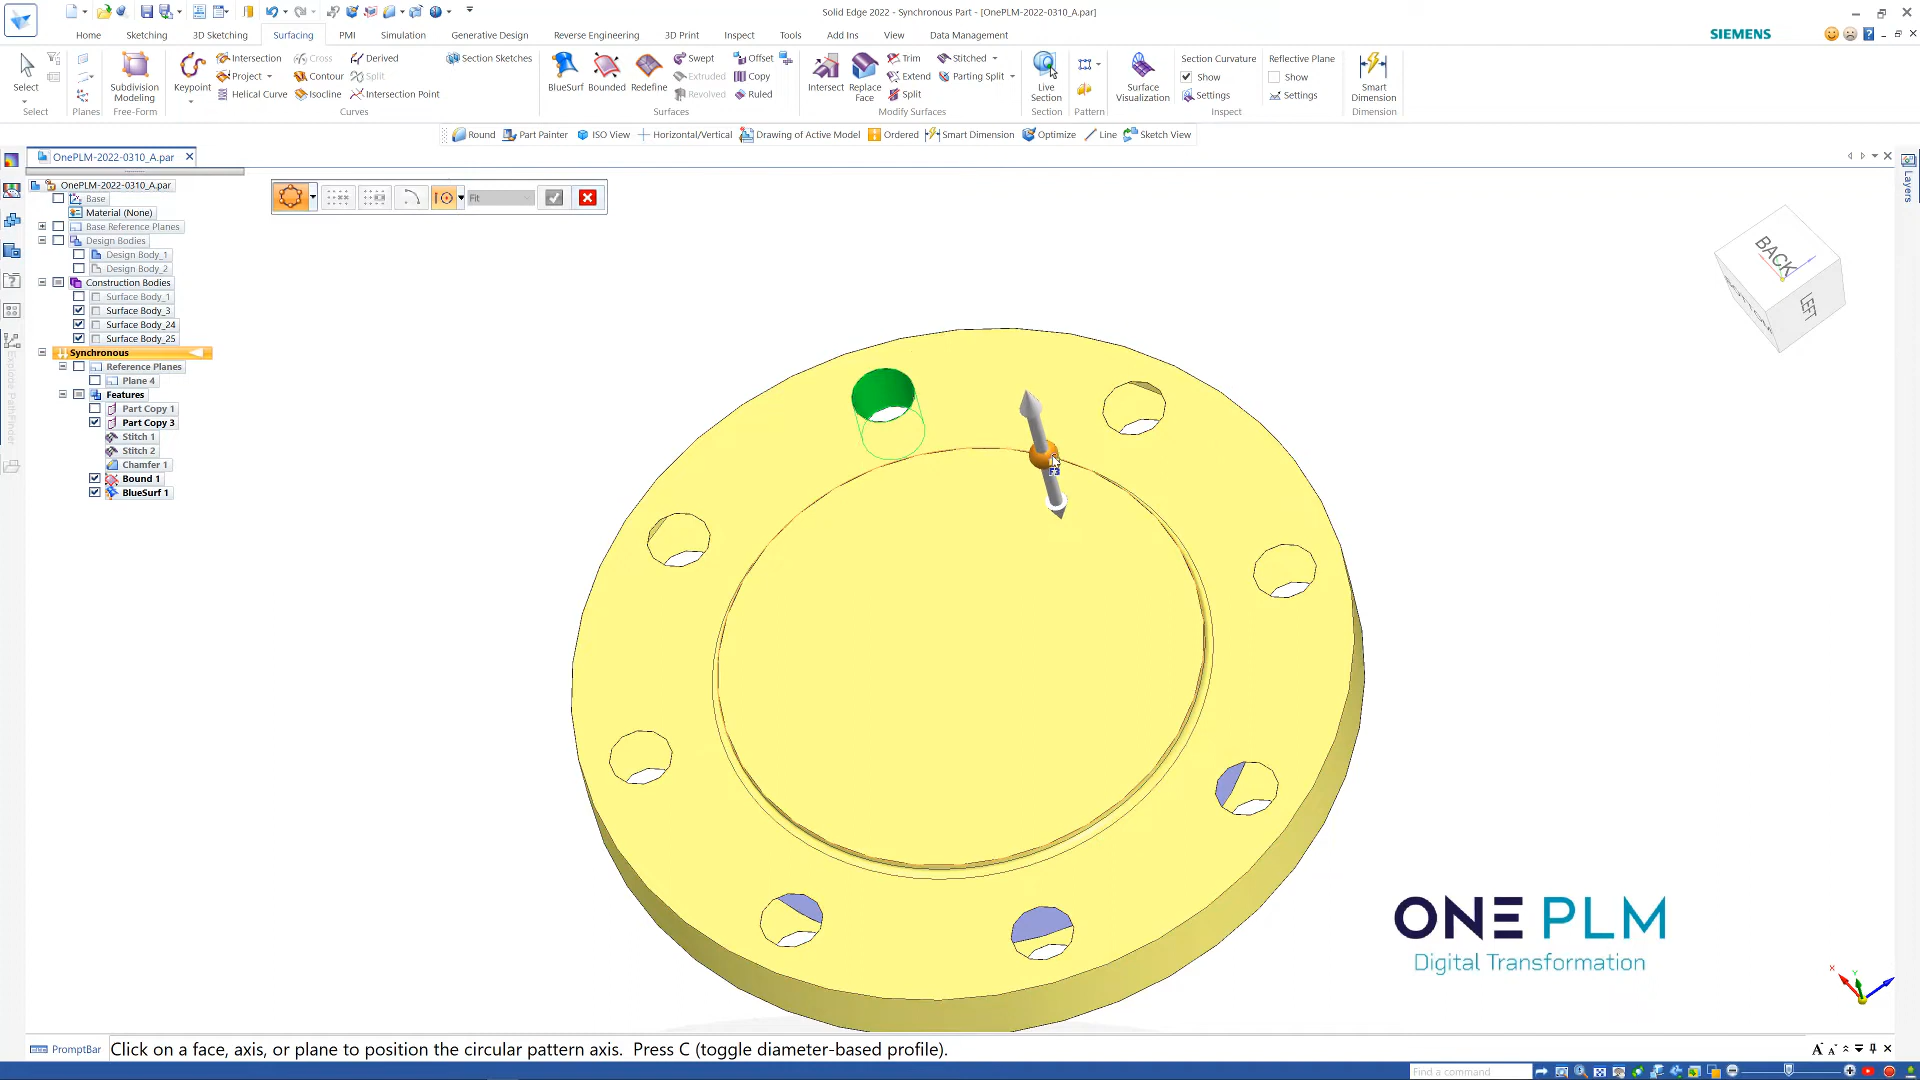 Solid Edge 2022 - Synchronous Part - [OnePLM-2022-0310_A.par]
Home Sketching 3D Sketching Surfacing PMI Simulation Generative Design Reverse Engineering 3D Print Inspect Tools Add Ins View Data Management SIEMENS
Select
Select
Planes
Subdivision Modeling
Free-Form
Keypoint
Intersection
Project
Helical Curve
Cross
Contour
Isocline
Derived
Split
Intersection Point
Curves
Section Sketches
BlueSurf
Bounded
Redefine
Swept
Extruded
Revolved
Offset
Copy
Ruled
Surfaces
Intersect
Replace Face
Trim
Extend
Split
Stitched
Parting Split
Modify Surfaces
Live Section
Section
Pattern
Surface Visualization
Section Curvature
Show
Settings
Reflective Plane
Show
Settings
Inspect
Smart Dimension
Dimension
Round Part Painter ISO View Horizontal/Vertical Drawing of Active Model Ordered Smart Dimension Optimize Line Sketch View
OnePLM-2022-0310_A.par
OnePLM-2022-0310_A.par
Base
Material (None)
Base Reference Planes
Design Bodies
Design Body_1
Design Body_2
Construction Bodies
Surface Body_1
Surface Body_3
Surface Body_24
Surface Body_25
Synchronous
Reference Planes
Plane 4
Features
Part Copy 1
Part Copy 3
Stitch 1
Stitch 2
Chamfer 1
Bound 1
BlueSurf 1
Fit
Layers
BACK
LEFT
BOTTOM
Explode PathFinder
ONE PLM
Digital Transformation
X
Y
PromptBar
Click on a face, axis, or plane to position the circular pattern axis. Press C (toggle diameter-based profile).
Find a command